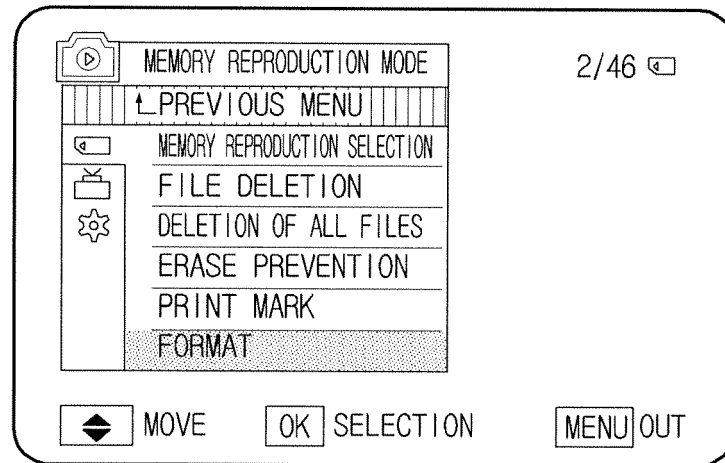 MEMORY REPRODUCTION MODE 2/46
PREVIOUS MENU
MEMORY REPRODUCTION SELECTION
FILE DELETION
DELETION OF ALL FILES
ERASE PREVENTION
PRINT MARK
FORMAT
MOVE OK SELECTION MENU OUT